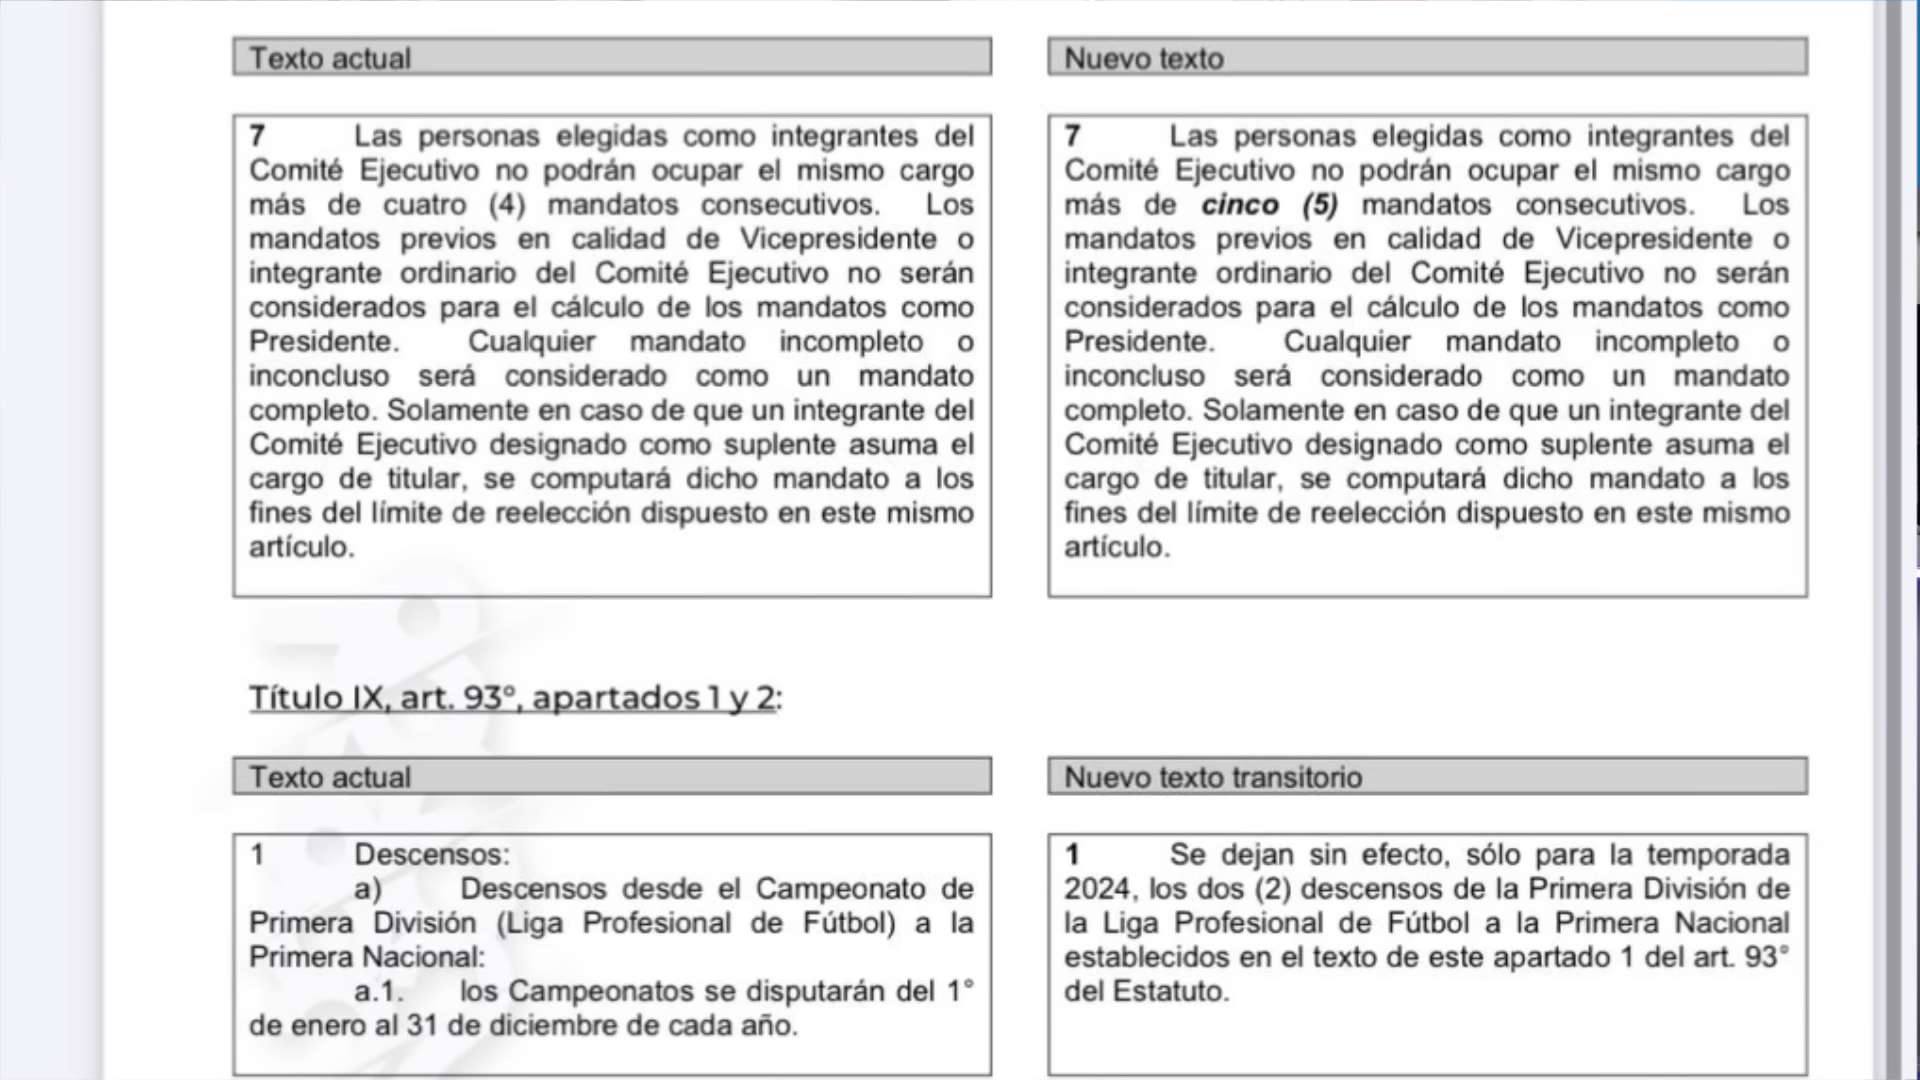 Texto actual
7 Las personas elegidas como integrantes del
Comité Ejecutivo no podrán ocupar el mismo cargo
más de cuatro (4) mandatos consecutivos. Los
mandatos previos en calidad de Vicepresidente o
integrante ordinario del Comité Ejecutivo no serán
considerados para el cálculo de los mandatos como
Presidente. Cualquier mandato incompleto o
inconcluso será considerado como un mandato
completo. Solamente en caso de que un integrante del
Comité Ejecutivo designado como suplente asuma el
cargo de titular, se computará dicho mandato a los
fines del límite de reelección dispuesto en este mismo
artículo.
Nuevo texto
7 Las personas elegidas como integrantes del
Comité Ejecutivo no podrán ocupar el mismo cargo
más de cinco (5) mandatos consecutivos. Los
mandatos previos en calidad de Vicepresidente o
integrante ordinario del Comité Ejecutivo no serán
considerados para el cálculo de los mandatos como
Presidente. Cualquier mandato incompleto o
inconcluso será considerado como un mandato
completo. Solamente en caso de que un integrante del
Comité Ejecutivo designado como suplente asuma el
cargo de titular, se computará dicho mandato a los
fines del límite de reelección dispuesto en este mismo
artículo.
Título IX, art. 93º, apartados 1 y 2:
Texto actual
1 Descensos:
a) Descensos desde el Campeonato de
Primera División (Liga Profesional de Fútbol) a la
Primera Nacional:
a.1. los Campeonatos se disputarán del 1°
de enero al 31 de diciembre de cada año.
Nuevo texto transitorio
1 Se dejan sin efecto, sólo para la temporada
2024, los dos (2) descensos de la Primera División de
la Liga Profesional de Fútbol a la Primera Nacional
establecidos en el texto de este apartado 1 del art. 93°
del Estatuto.